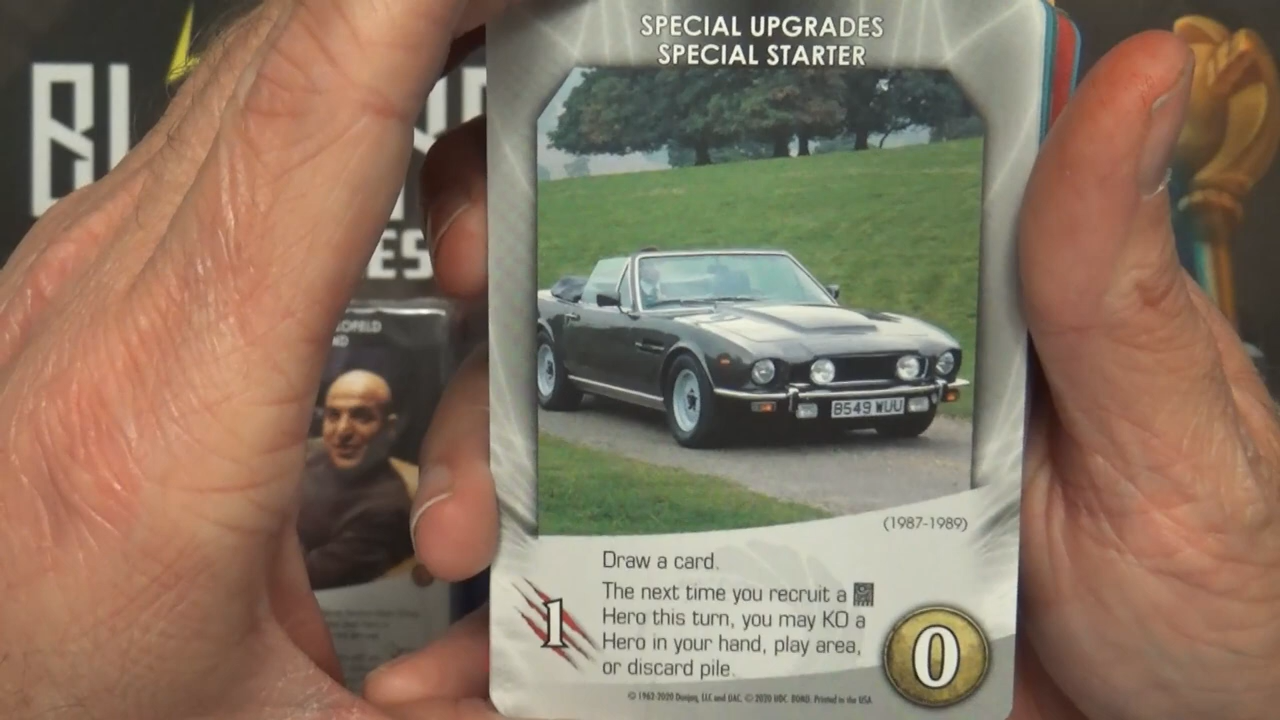 SPECIAL UPGRADES
SPECIAL STARTER
B549 WUU
(1987-1989)
Draw a card.
The next time you recruit a
Hero this turn, you may KO a
Hero in your hand, play area,
or discard pile.
1
0
© 1962-2020 Danjaq, LLC and UAC. © 2020 UDC. BOND. Printed in the USA.